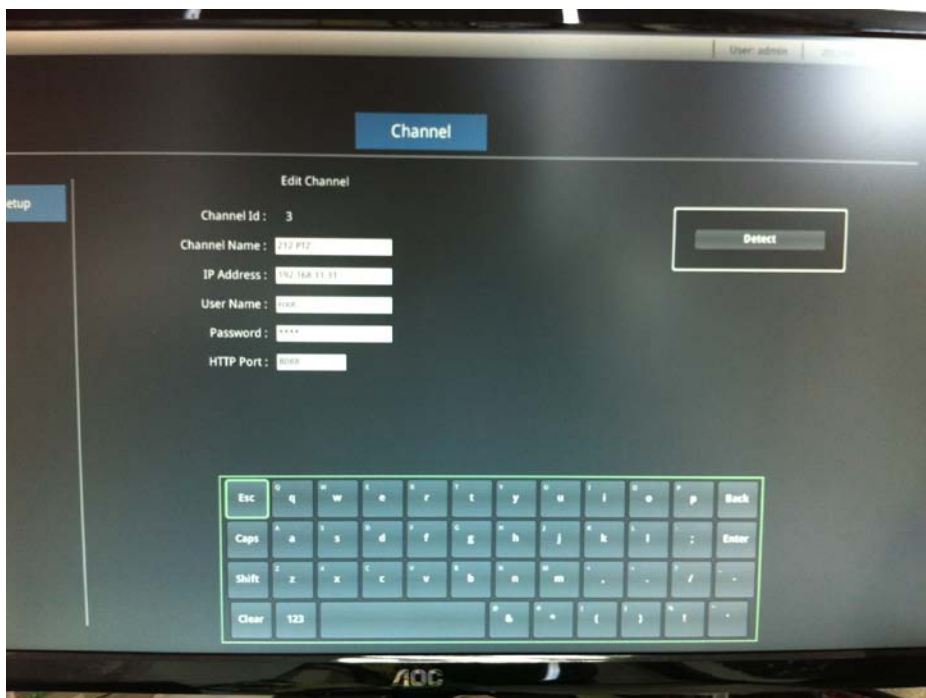 User: admin
Channel
Edit Channel
etup
Channel Id : 3
Channel Name : 212 PTZ
IP Address : 192.168.11.31
User Name : root
Password : ****
HTTP Port :
Detect
Esc q w e r t y u i o p Back
Caps a s d f g h j k l ; Enter
Shift z x c v b n m , . / -
Clear 123 & * ( ) ! '
AOC